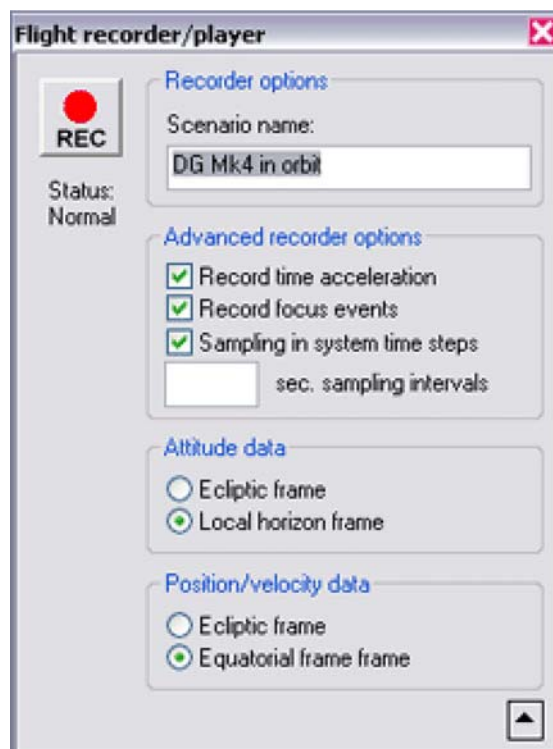 Flight recorder/player
REC
Status:
Normal
Recorder options
Scenario name:
DG Mk4 in orbit
Advanced recorder options
Record time acceleration
Record focus events
Sampling in system time steps
sec. sampling intervals
Attitude data
Ecliptic frame
Local horizon frame
Position/velocity data
Ecliptic frame
Equatorial frame frame